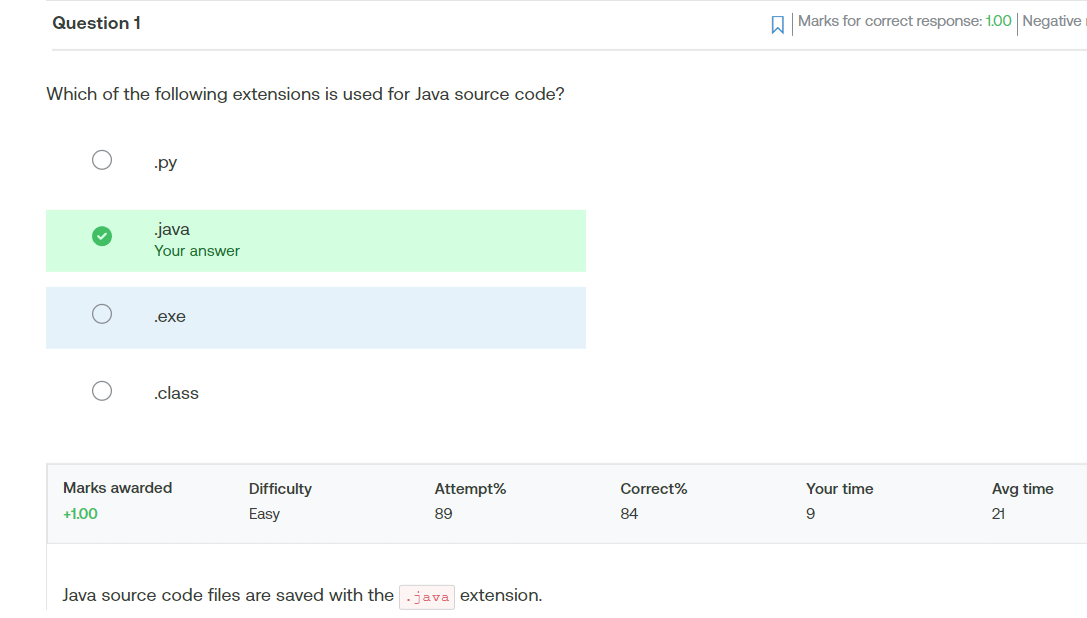 Question 1
Marks for correct response: 1.00 | Negative
Which of the following extensions is used for Java source code?
.py
.java
Your answer
.exe
.class
Marks awarded Difficulty Attempt% Correct% Your time Avg time
+1.00 Easy 89 84 9 21
Java source code files are saved with the .java extension.